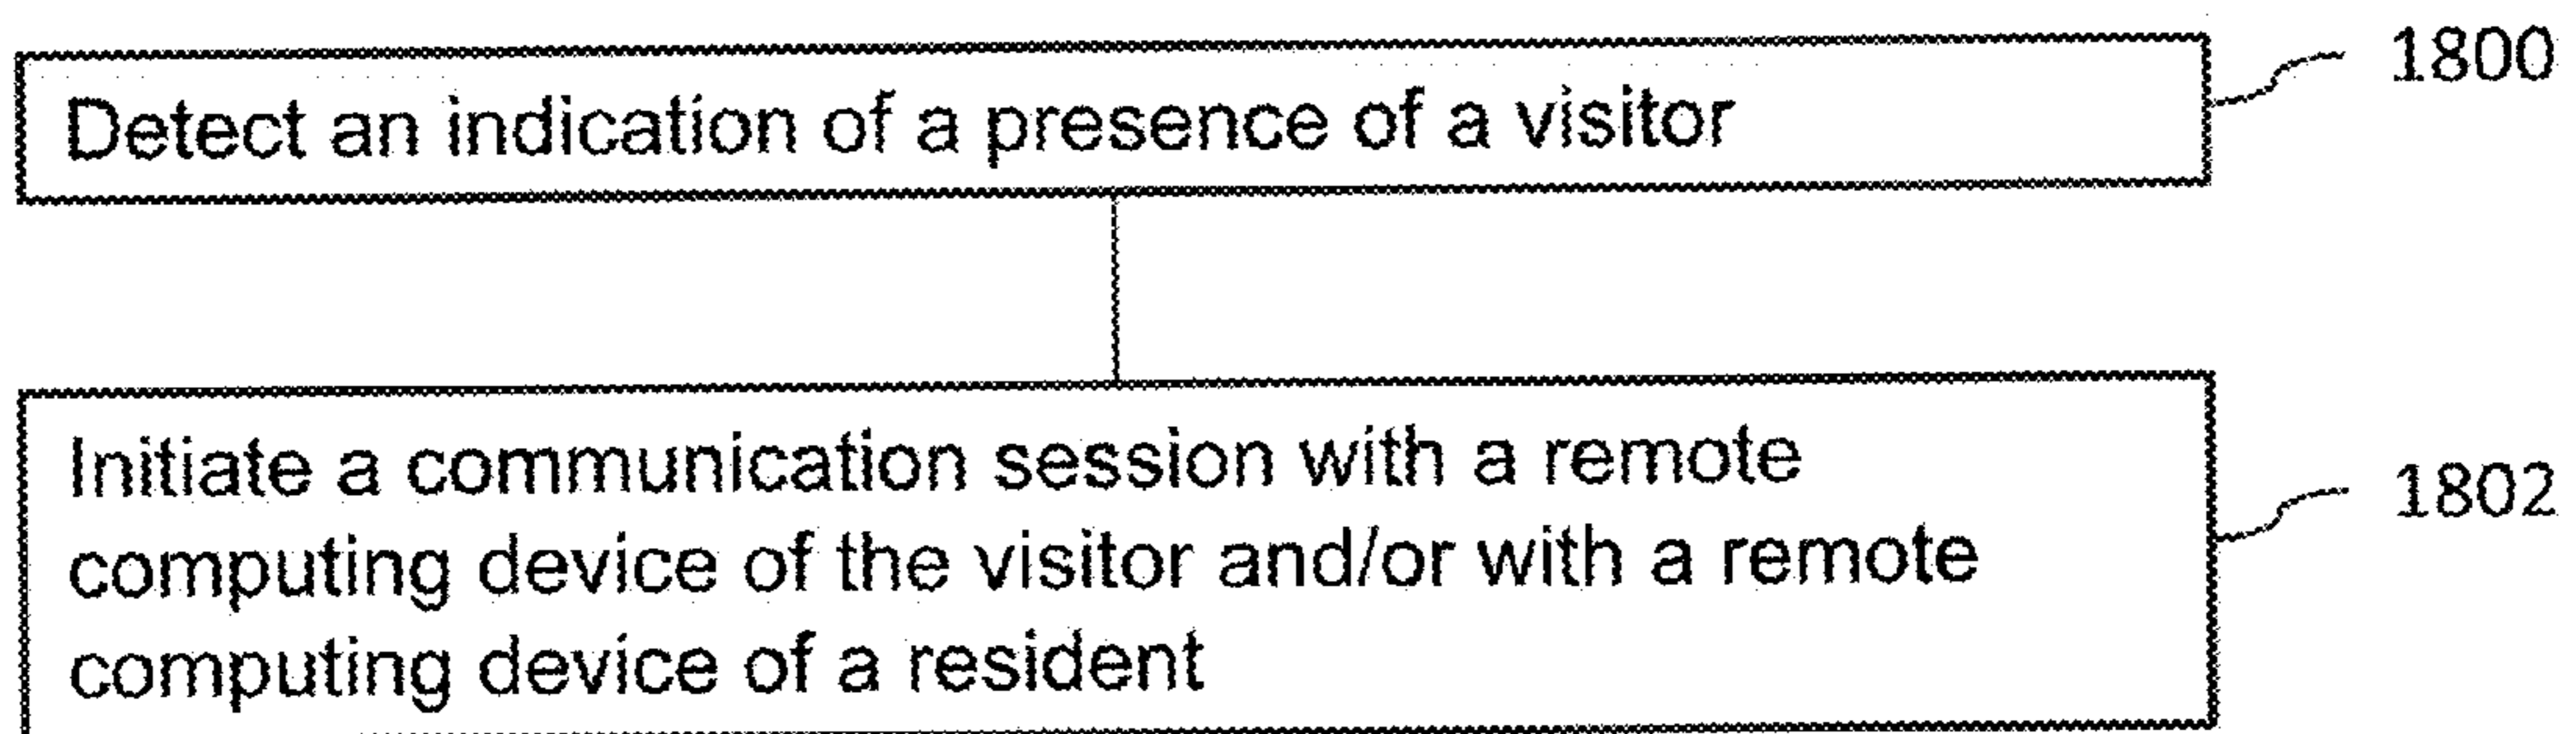 Detect an indication of a presence of a visitor
1800
Initiate a communication session with a remote
computing device of the visitor and/or with a remote
computing device of a resident
1802